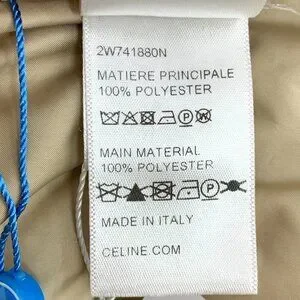 2W741880N
MATIERE PRINCIPALE
100% POLYESTER
MAIN MATERIAL
100% POLYESTER
MADE IN ITALY
CELINE.COM